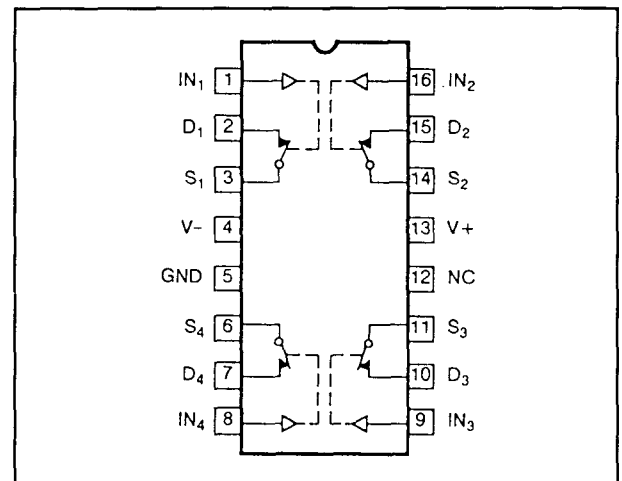 IN₁ 1 16 IN₂
D₁ 2 15 D₂
S₁ 3 14 S₂
V- 4 13 V+
GND 5 12 NC
S₄ 6 11 S₃
D₄ 7 10 D₃
IN₄ 8 9 IN₃